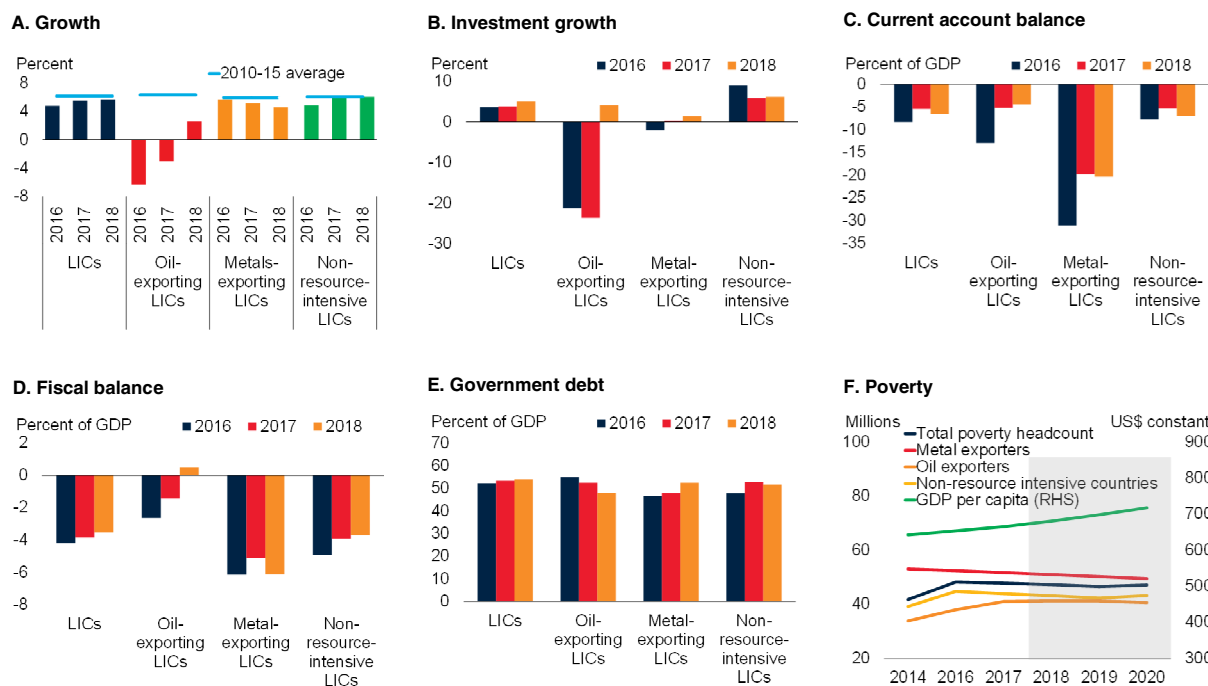 A. Growth
Percent
2010-15 average
8
4
0
-4
-8
2016
2017
2018
2016
2017
2018
2016
2017
2018
2016
2017
2018
LICs
Oil-
exporting
LICs
Metals-
exporting
LICs
Non-
resource-
intensive
LICs
B. Investment growth
Percent
2016
2017
2018
10
0
-10
-20
-30
LICs
Oil-
exporting
LICs
Metal-
exporting
LICs
Non-
resource-
intensive
LICs
C. Current account balance
Percent of GDP
2016
2017
2018
0
-5
-10
-15
-20
-25
-30
-35
LICs
Oil-
exporting
LICs
Metal-
exporting
LICs
Non-
resource-
intensive
LICs
D. Fiscal balance
Percent of GDP
2016
2017
2018
2
0
-2
-4
-6
-8
LICs
Oil-
exporting
LICs
Metal-
exporting
LICs
Non-
resource-
intensive
LICs
E. Government debt
Percent of GDP
2016
2017
2018
70
60
50
40
30
20
10
0
LICs
Oil-
exporting
LICs
Metal-
exporting
LICs
Non-
resource-
intensive
LICs
F. Poverty
Millions
US$ constant
Total poverty headcount
Metal exporters
Oil exporters
Non-resource intensive countries
GDP per capita (RHS)
100
80
60
40
20
900
800
700
600
500
400
300
2014
2016
2017
2018
2019
2020